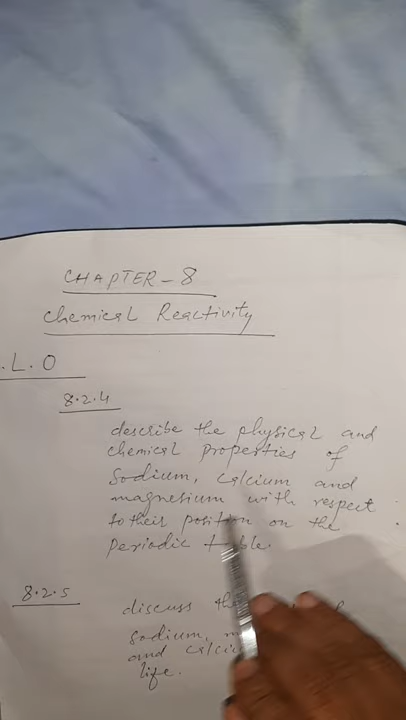 CHAPTER-8
Chemical Reactivity
.L.O
8.2.4
describe the physical and
chemical properties of
Sodium, Calcium and
magnesium with respect
to their position on the
Periodic table.
8.2.5
discuss the
sodium,
and calci
life.